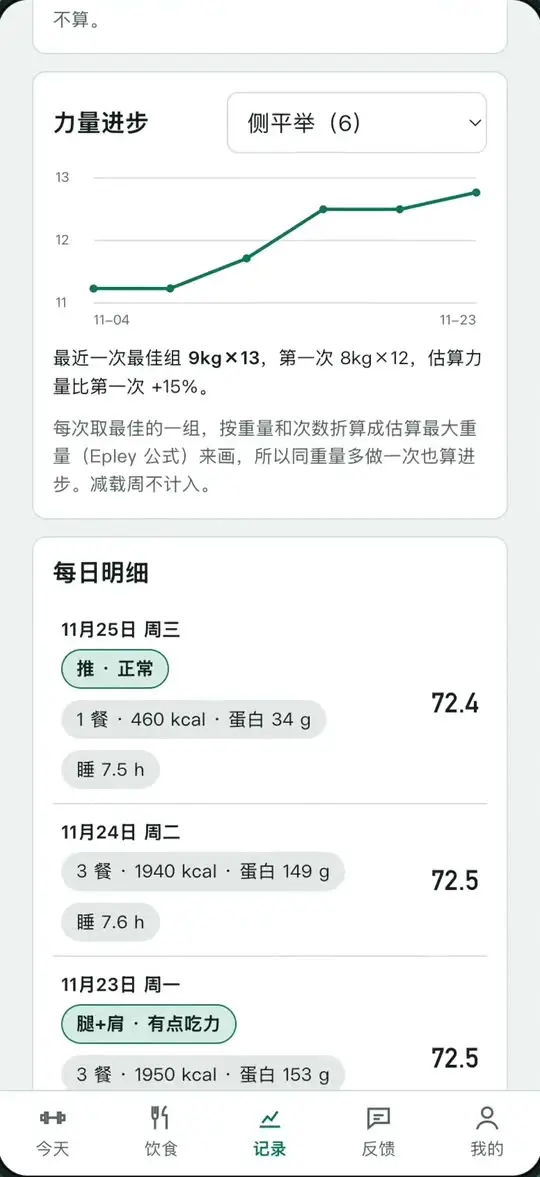 不算。
力量进步
侧平举（6）
13
12
11
11–04
11–23
最近一次最佳组 9kg×13，第一次 8kg×12，估算力
量比第一次 +15%。
每次取最佳的一组，按重量和次数折算成估算最大重
量（Epley 公式）来画，所以同重量多做一次也算进
步。减载周不计入。
每日明细
11月25日 周三
推 · 正常
1 餐 · 460 kcal · 蛋白 34 g
睡 7.5 h
72.4
11月24日 周二
3 餐 · 1940 kcal · 蛋白 149 g
睡 7.6 h
72.5
11月23日 周一
腿+肩 · 有点吃力
3 餐 · 1950 kcal · 蛋白 153 g
72.5
今天
饮食
记录
反馈
我的